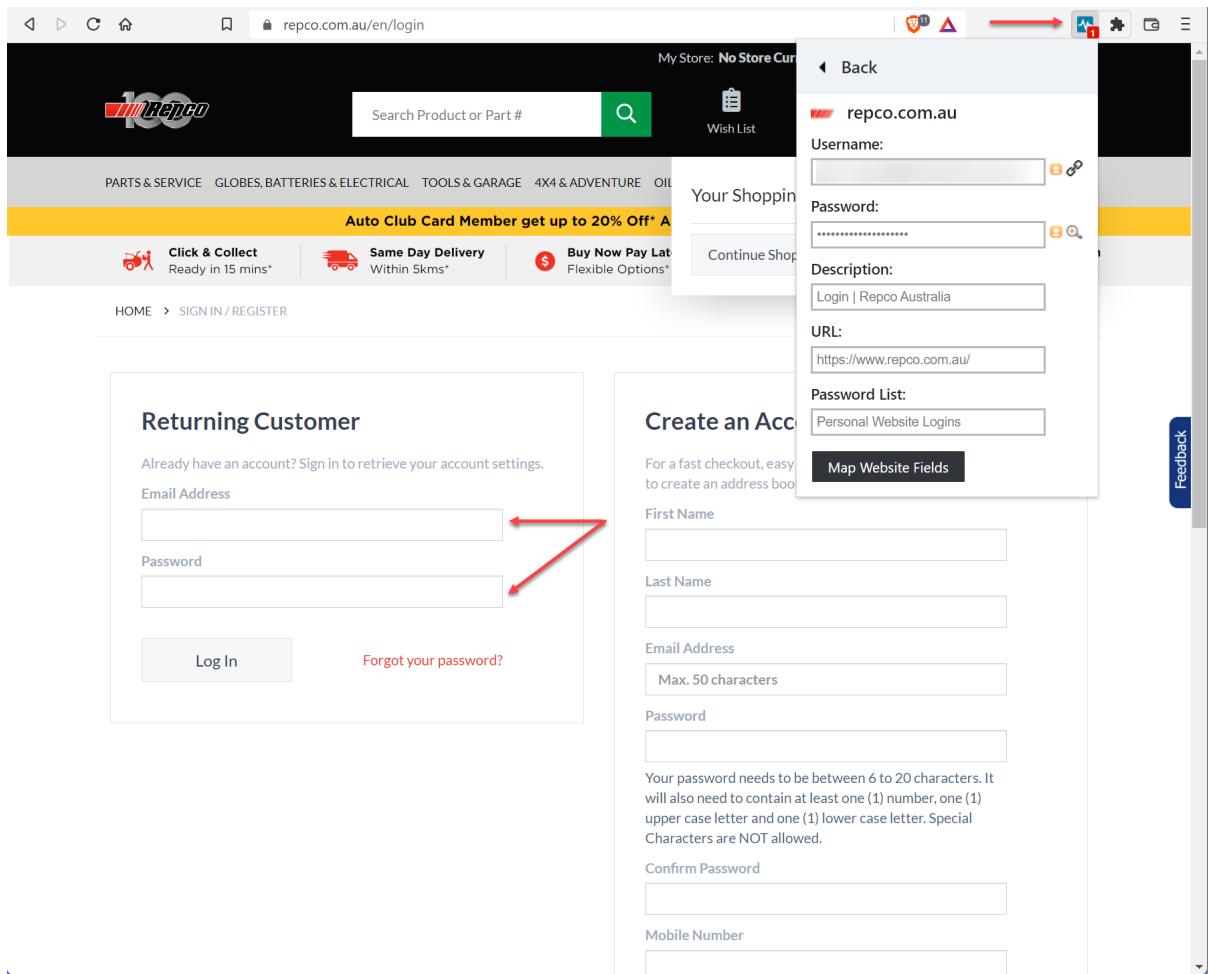 repco.com.au/en/login
11
1
My Store: No Store Cur
100
Repco
Search Product or Part #
Wish List
PARTS & SERVICE GLOBES, BATTERIES & ELECTRICAL TOOLS & GARAGE 4X4 & ADVENTURE OIL
Your Shoppin
Auto Club Card Member get up to 20% Off* A
Click & Collect
Ready in 15 mins*
Same Day Delivery
Within 5kms*
$
Buy Now Pay Lat
Flexible Options*
Continue Shop
HOME > SIGN IN / REGISTER
Returning Customer
Already have an account? Sign in to retrieve your account settings.
Email Address
Password
Log In
Forgot your password?
Create an Acc
For a fast checkout, easy
to create an address boo
First Name
Last Name
Email Address
Max. 50 characters
Password
Your password needs to be between 6 to 20 characters. It
will also need to contain at least one (1) number, one (1)
upper case letter and one (1) lower case letter. Special
Characters are NOT allowed.
Confirm Password
Mobile Number
Back
repco.com.au
Username:
Password:
••••••••••••••••••••
Description:
Login | Repco Australia
URL:
https://www.repco.com.au/
Password List:
Personal Website Logins
Map Website Fields
Feedback